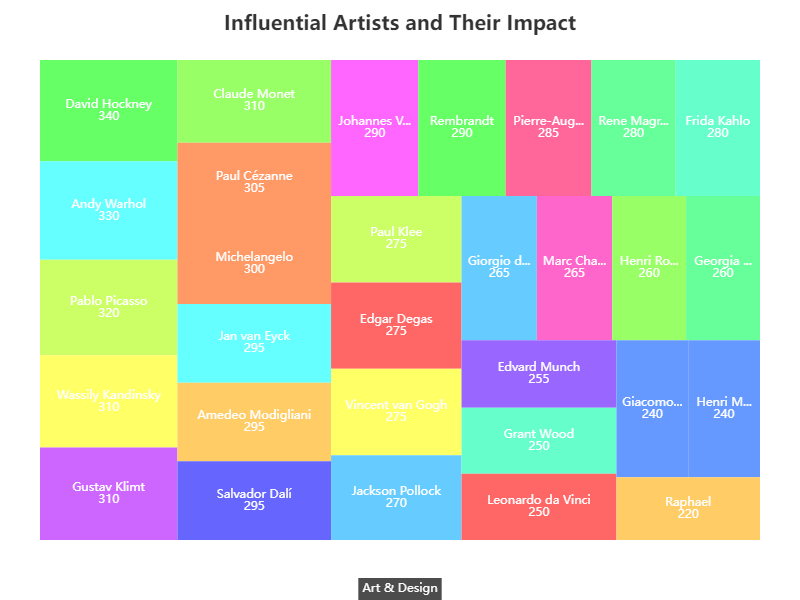 Influential Artists and Their Impact
David Hockney
340
Andy Warhol
330
Pablo Picasso
320
Wassily Kandinsky
310
Gustav Klimt
310
Claude Monet
310
Paul Cézanne
305
Michelangelo
300
Jan van Eyck
295
Amedeo Modigliani
295
Salvador Dalí
295
Johannes V...
290
Rembrandt
290
Pierre-Aug...
285
Rene Magr...
280
Frida Kahlo
280
Paul Klee
275
Edgar Degas
275
Vincent van Gogh
275
Jackson Pollock
270
Giorgio d...
265
Marc Cha...
265
Henri Ro...
260
Georgia ...
260
Edvard Munch
255
Grant Wood
250
Leonardo da Vinci
250
Giacomo...
240
Henri M...
240
Raphael
220
Art & Design